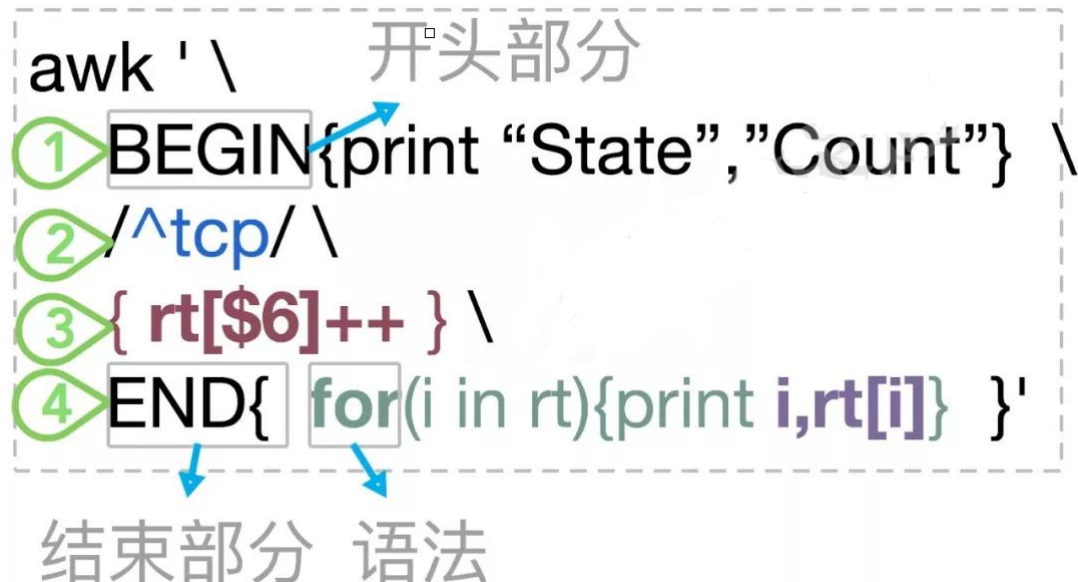 开头部分
awk ' \
1 BEGIN{print “State”,”Count”} \
2 /^tcp/ \
3 { rt[$6]++ } \
4 END{ for(i in rt){print i,rt[i]} }'
结束部分 语法